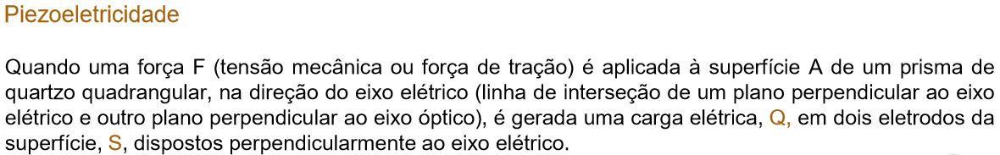 Piezoeletricidade
Quando uma força F (tensão mecânica ou força de tração) é aplicada à superfície A de um prisma de
quartzo quadrangular, na direção do eixo elétrico (linha de interseção de um plano perpendicular ao eixo
elétrico e outro plano perpendicular ao eixo óptico), é gerada uma carga elétrica, Q, em dois eletrodos da
superfície, S, dispostos perpendicularmente ao eixo elétrico.